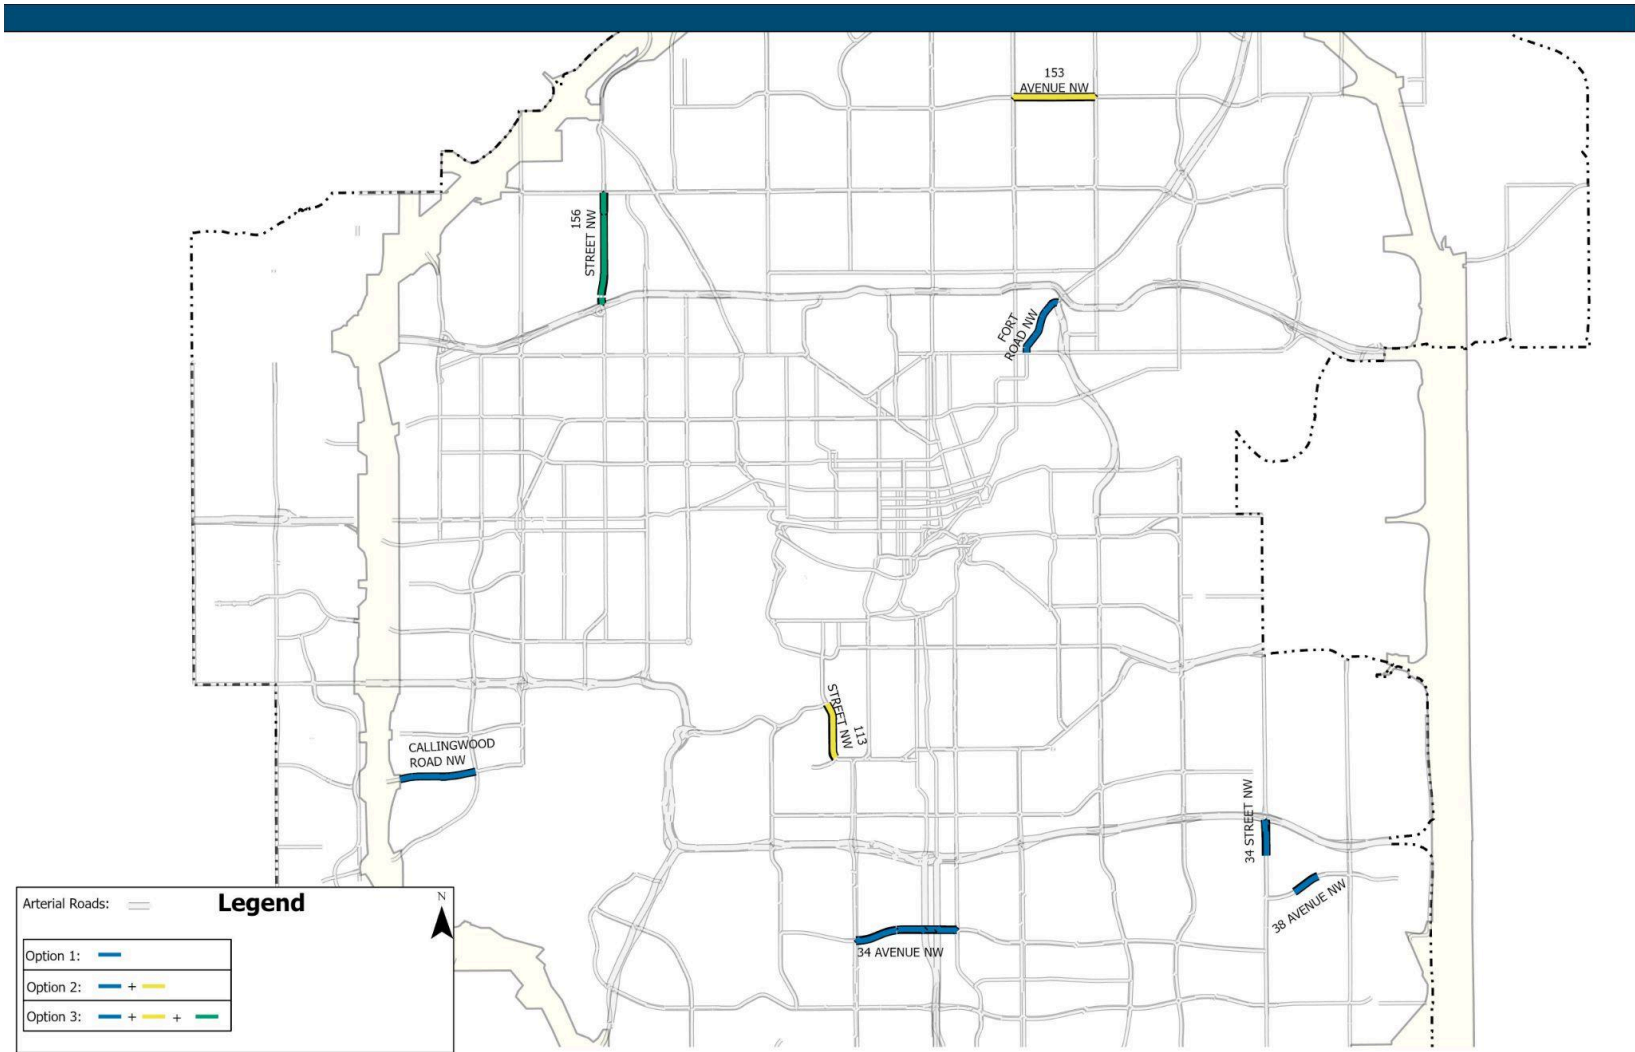 153
AVENUE NW
156
STREET NW
FORT
ROAD NW
113
STREET NW
CALLINGWOOD
ROAD NW
34 STREET NW
38 AVENUE NW
34 AVENUE NW
Legend
N
Arterial Roads:
Option 1:
Option 2: +
Option 3: + +